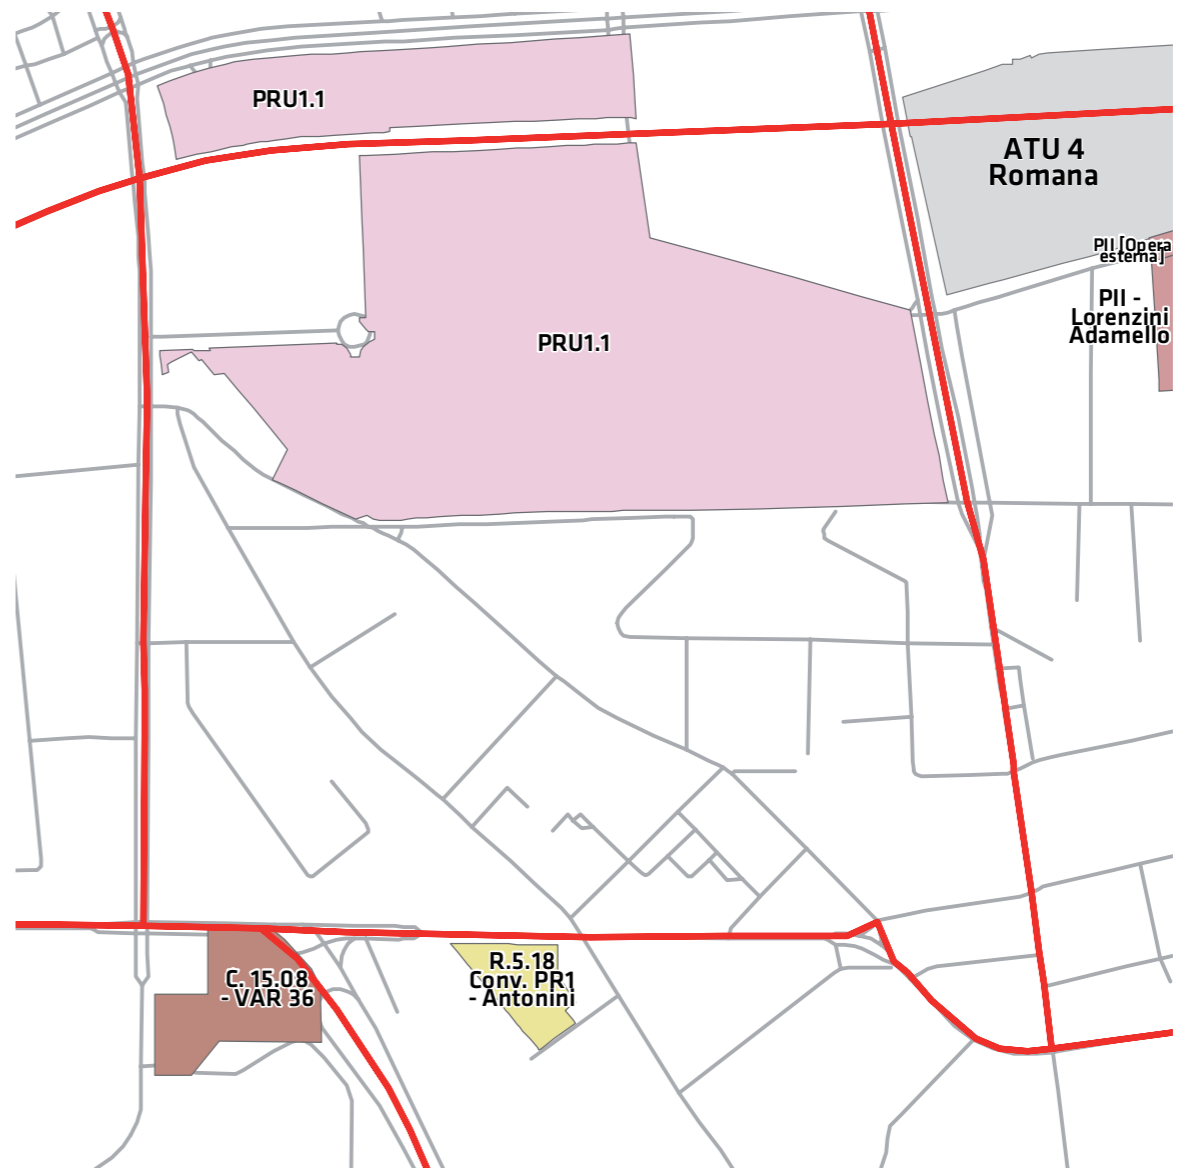 PRU1.1
ATU 4
Romana
PII [Opera
esterna]
PII -
Lorenzini
Adamello
PRU1.1
R.5.18
Conv. PR1
- Antonini
C. 15.08
- VAR 36